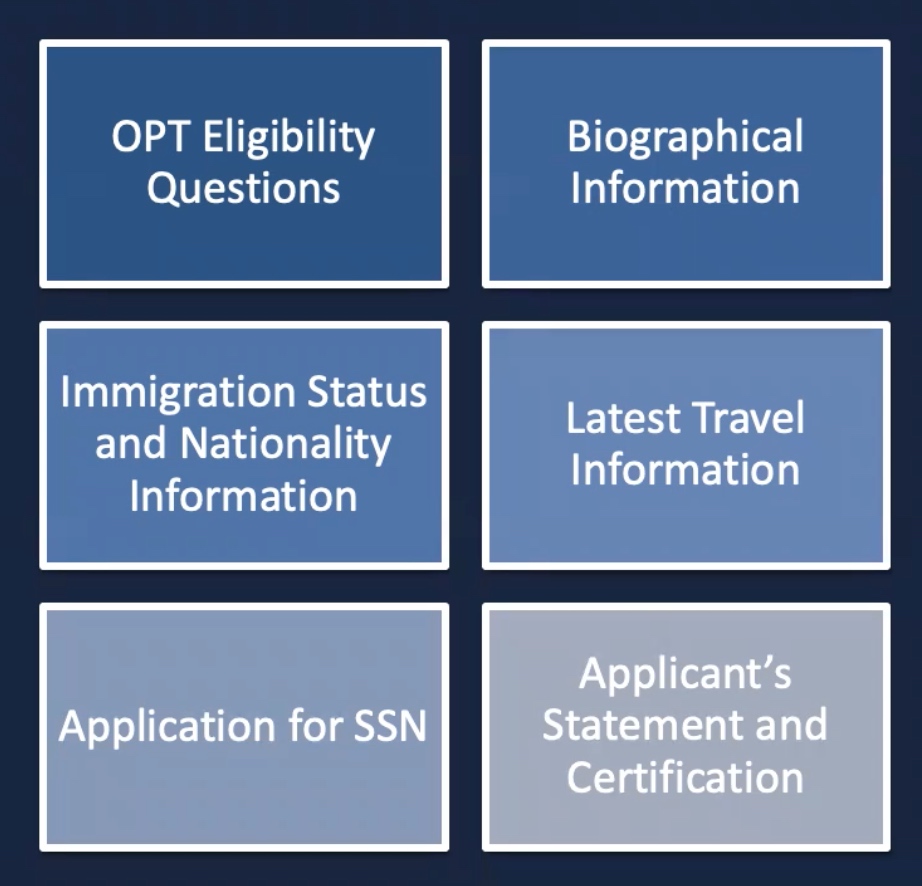 OPT Eligibility
Questions
Biographical
Information
Immigration Status
and Nationality
Information
Latest Travel
Information
Application for SSN
Applicant’s
Statement and
Certification